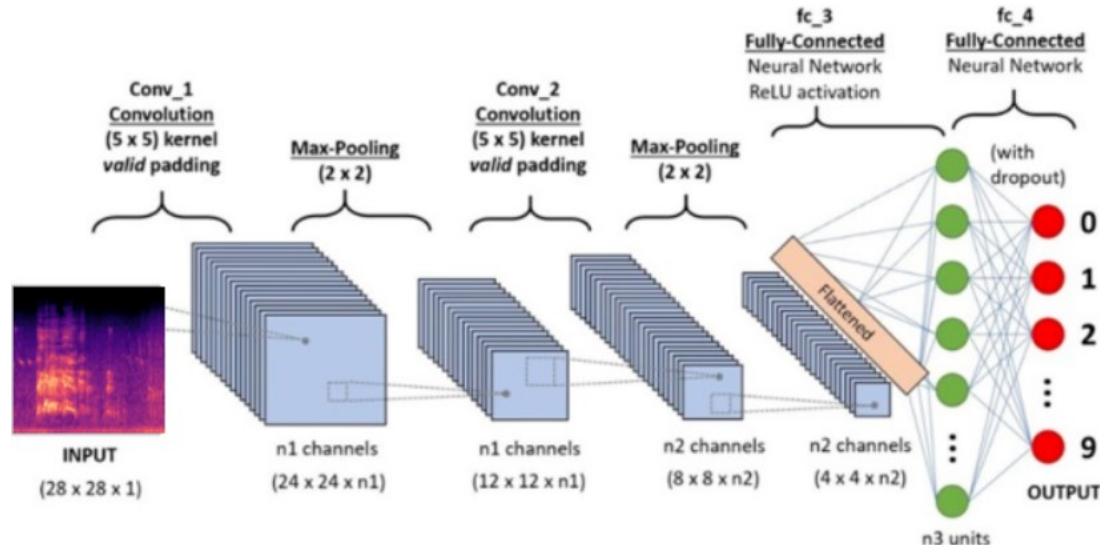 fc_3
Fully-Connected
Neural Network
ReLU activation
fc_4
Fully-Connected
Neural Network
Conv_1
Convolution
(5 x 5) kernel
valid padding
Max-Pooling
(2 x 2)
Conv_2
Convolution
(5 x 5) kernel
valid padding
Max-Pooling
(2 x 2)
(with
dropout)
Flattened
0
1
2
9
INPUT
(28 x 28 x 1)
n1 channels
(24 x 24 x n1)
n1 channels
(12 x 12 x n1)
n2 channels
(8 x 8 x n2)
n2 channels
(4 x 4 x n2)
OUTPUT
n3 units